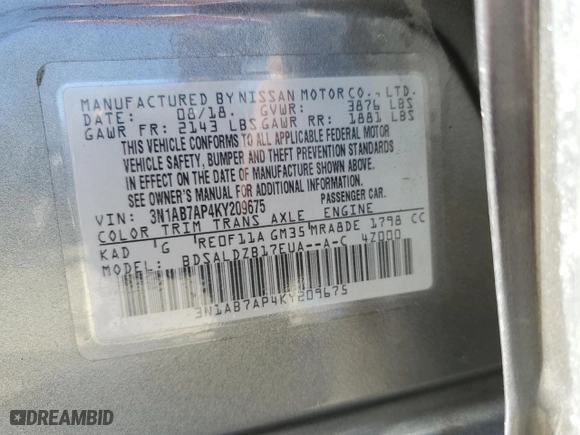 MANUFACTURED BY NISSAN MOTOR CO., LTD.
DATE: 08/18. GVWR: 3876 LBS
GAWR FR: 2143 LBS GAWR RR: 1881 LBS
THIS VEHICLE CONFORMS TO ALL APPLICABLE FEDERAL MOTOR
VEHICLE SAFETY, BUMPER AND THEFT PREVENTION STANDARDS
IN EFFECT ON THE DATE OF MANUFACTURE SHOWN ABOVE.
SEE OWNER'S MANUAL FOR ADDITIONAL INFORMATION
VIN: 3N1AB7AP4KY209675 PASSENGER CAR.
COLOR TRIM TRANS AXLE ENGINE
KAD G RE0F11A GM35 MRA8DE 1798 CC
MODEL: BDSALDZB17EUA--A-C 4Z000
3N1AB7AP4KY209675
DREAMBID